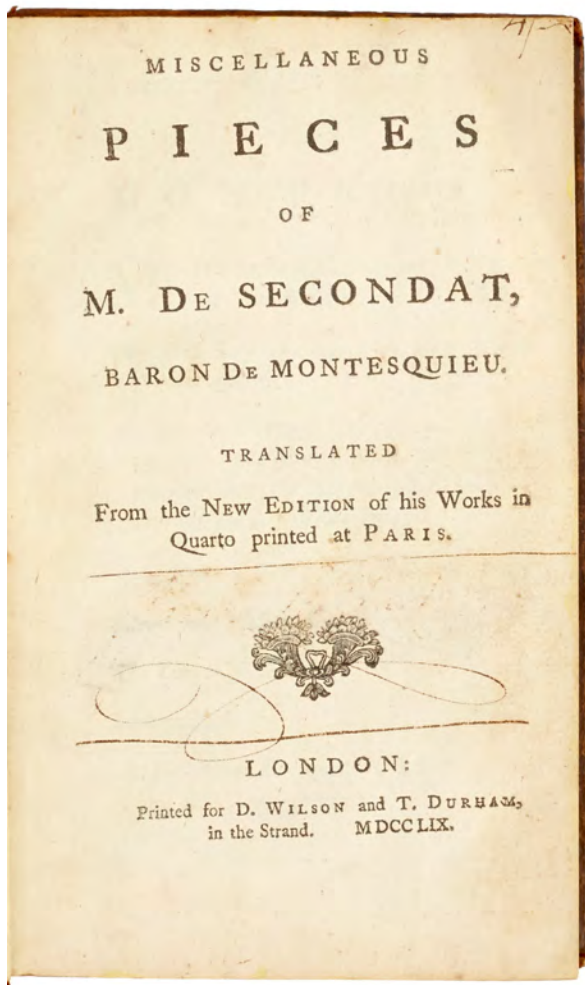 MISCELLANEOUS
PIECES
OF
M. DE SECONDAT,
BARON DE MONTESQUIEU.
TRANSLATED
From the NEW EDITION of his Works in
Quarto printed at PARIS.
LONDON:
Printed for D. WILSON and T. DURHAM,
in the Strand. MDCCLIX.